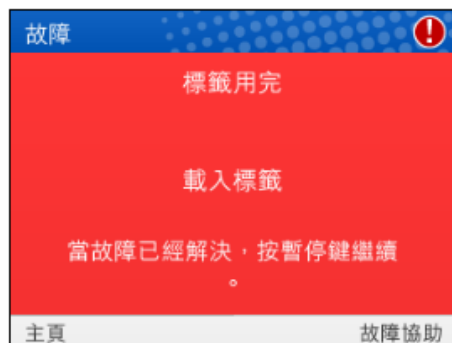 故障
標籤用完
載入標籤
當故障已經解決，按暫停鍵繼續
。
主頁 故障協助